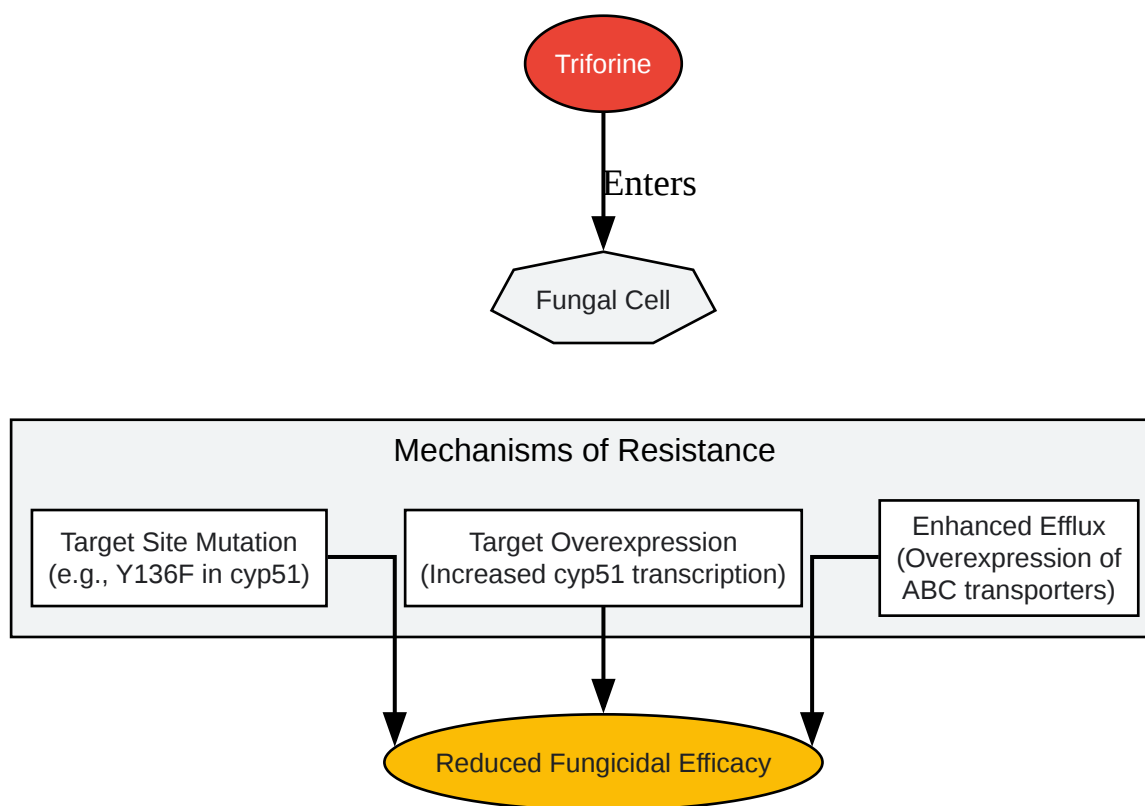 Triforine
Enters
Fungal Cell
Mechanisms of Resistance
Target Site Mutation
(e.g., Y136F in cyp51)
Target Overexpression
(Increased cyp51 transcription)
Enhanced Efflux
(Overexpression of
ABC transporters)
Reduced Fungicidal Efficacy